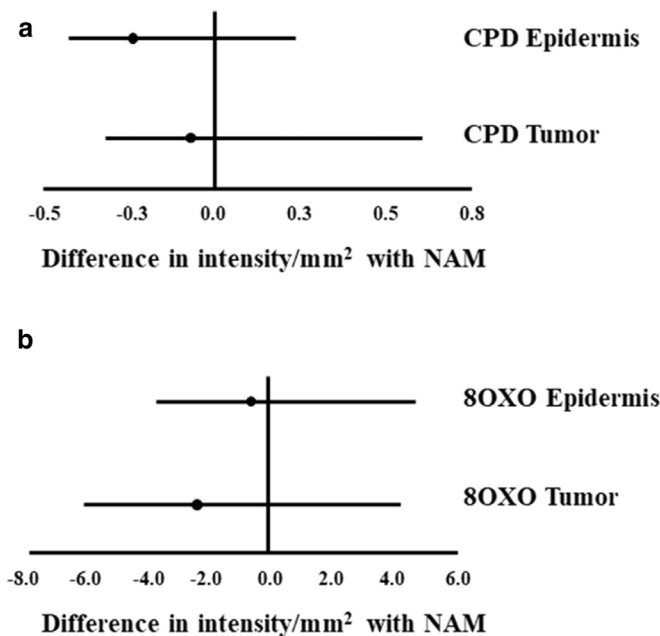 a
CPD Epidermis
CPD Tumor
-0.5 -0.3 0.0 0.3 0.5 0.8
Difference in intensity/mm² with NAM
b
8OXO Epidermis
8OXO Tumor
-8.0 -6.0 -4.0 -2.0 0.0 2.0 4.0 6.0
Difference in intensity/mm² with NAM